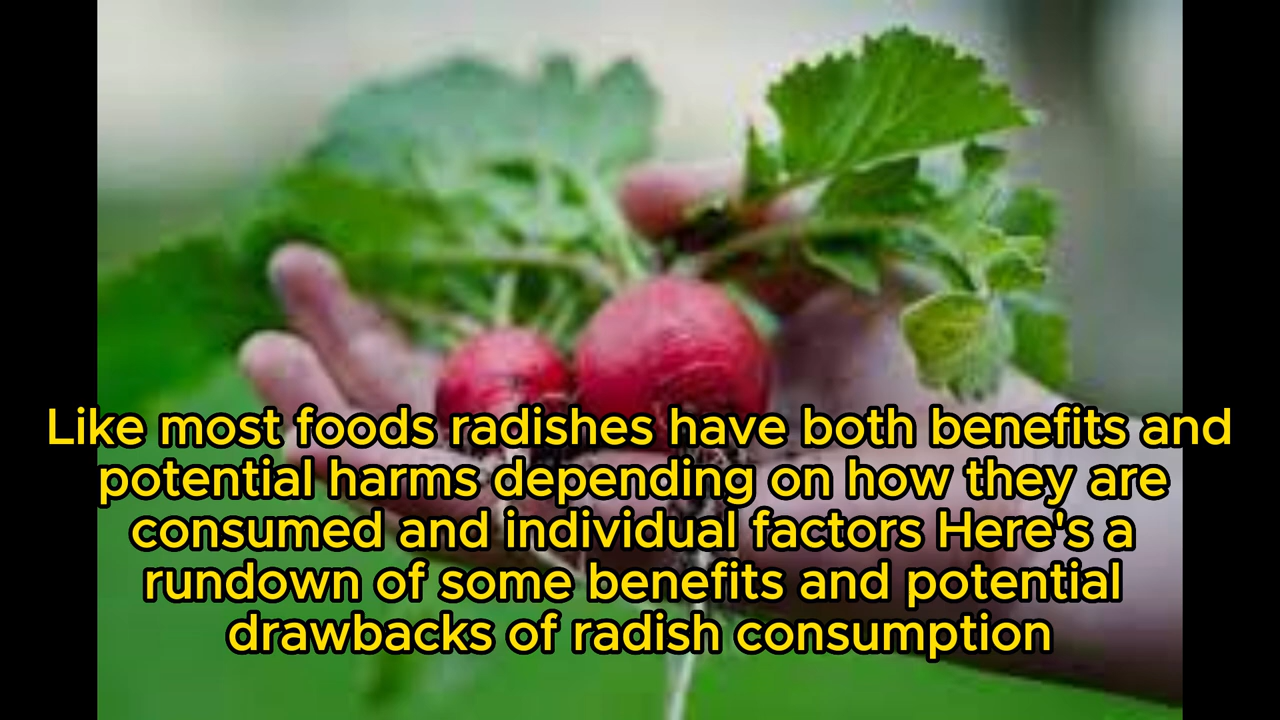 Like most foods radishes have both benefits and
potential harms depending on how they are
consumed and individual factors Here's a
rundown of some benefits and potential
drawbacks of radish consumption